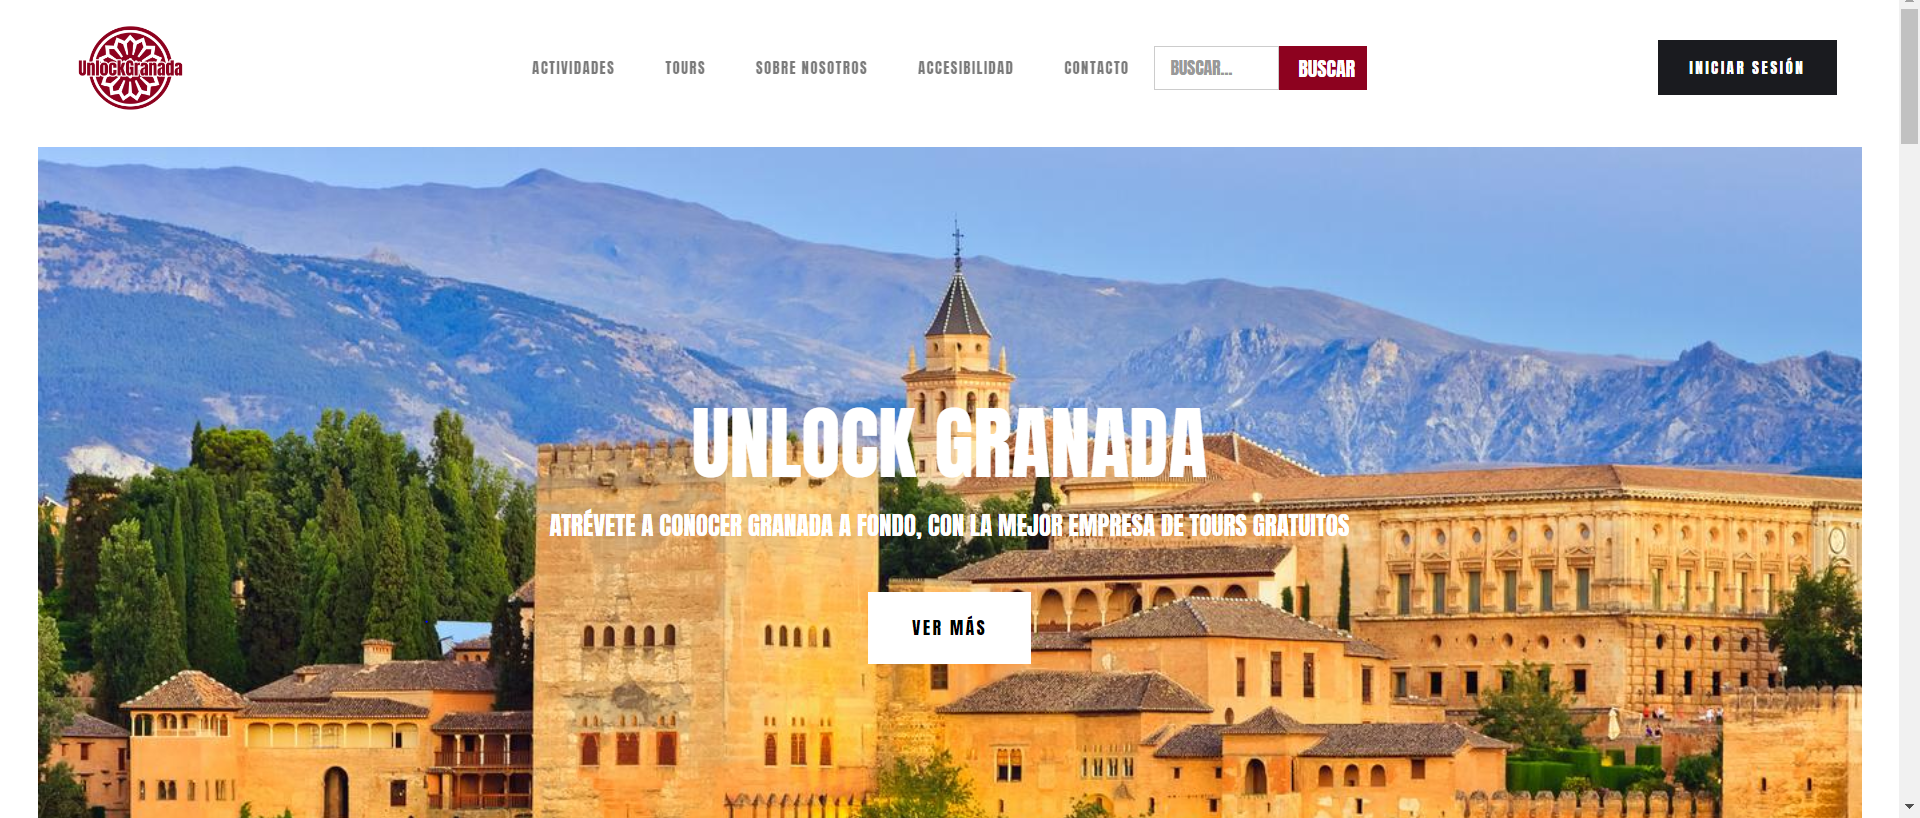 UnlockGranada
ACTIVIDADES
TOURS
SOBRE NOSOTROS
ACCESIBILIDAD
CONTACTO
BUSCAR...
BUSCAR
INICIAR SESIÓN
UNLOCK GRANADA
ATRÉVETE A CONOCER GRANADA A FONDO, CON LA MEJOR EMPRESA DE TOURS GRATUITOS
VER MÁS